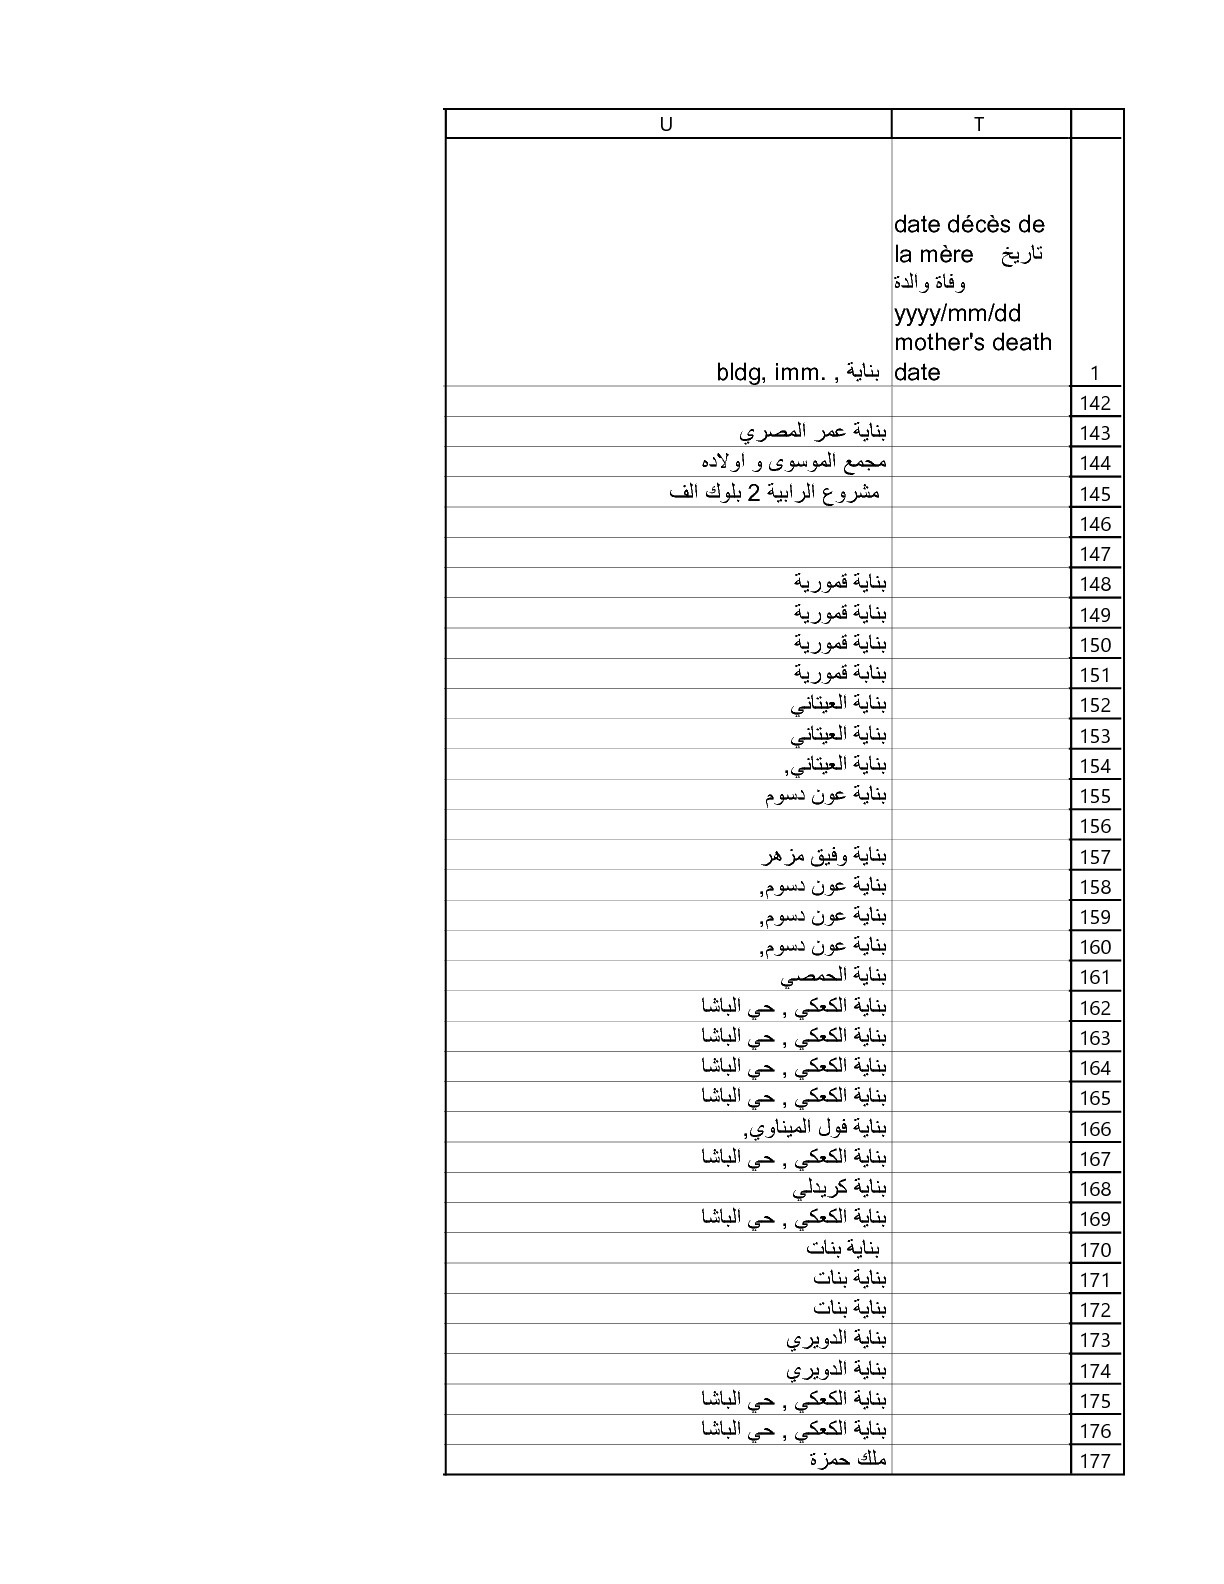 U T
date décès de
la mère تاريخ
وفاة والدة
yyyy/mm/dd
mother's death
bldg, imm. , بناية date 1
142
143 بناية عمر المصري
144 مجمع الموسوى و اولاده
145 مشروع الرابية 2 بلوك الف
146
147
148 بناية قمورية
149 بناية قمورية
150 بناية قمورية
151 بنابة قمورية
152 بناية العيتاني
153 بناية العيتاني
154 بناية العيتاني,
155 بناية عون دسوم
156
157 بناية وفيق مزهر
158 بناية عون دسوم,
159 بناية عون دسوم,
160 بناية عون دسوم,
161 بناية الحمصي
162 بناية الكعكي , حي الباشا
163 بناية الكعكي , حي الباشا
164 بناية الكعكي , حي الباشا
165 بناية الكعكي , حي الباشا
166 بناية فول الميناوي,
167 بناية الكعكي , حي الباشا
168 بناية كريدلي
169 بناية الكعكي , حي الباشا
170 بناية بنات
171 بناية بنات
172 بناية بنات
173 بناية الدويري
174 بناية الدويري
175 بناية الكعكي , حي الباشا
176 بناية الكعكي , حي الباشا
177 ملك حمزة